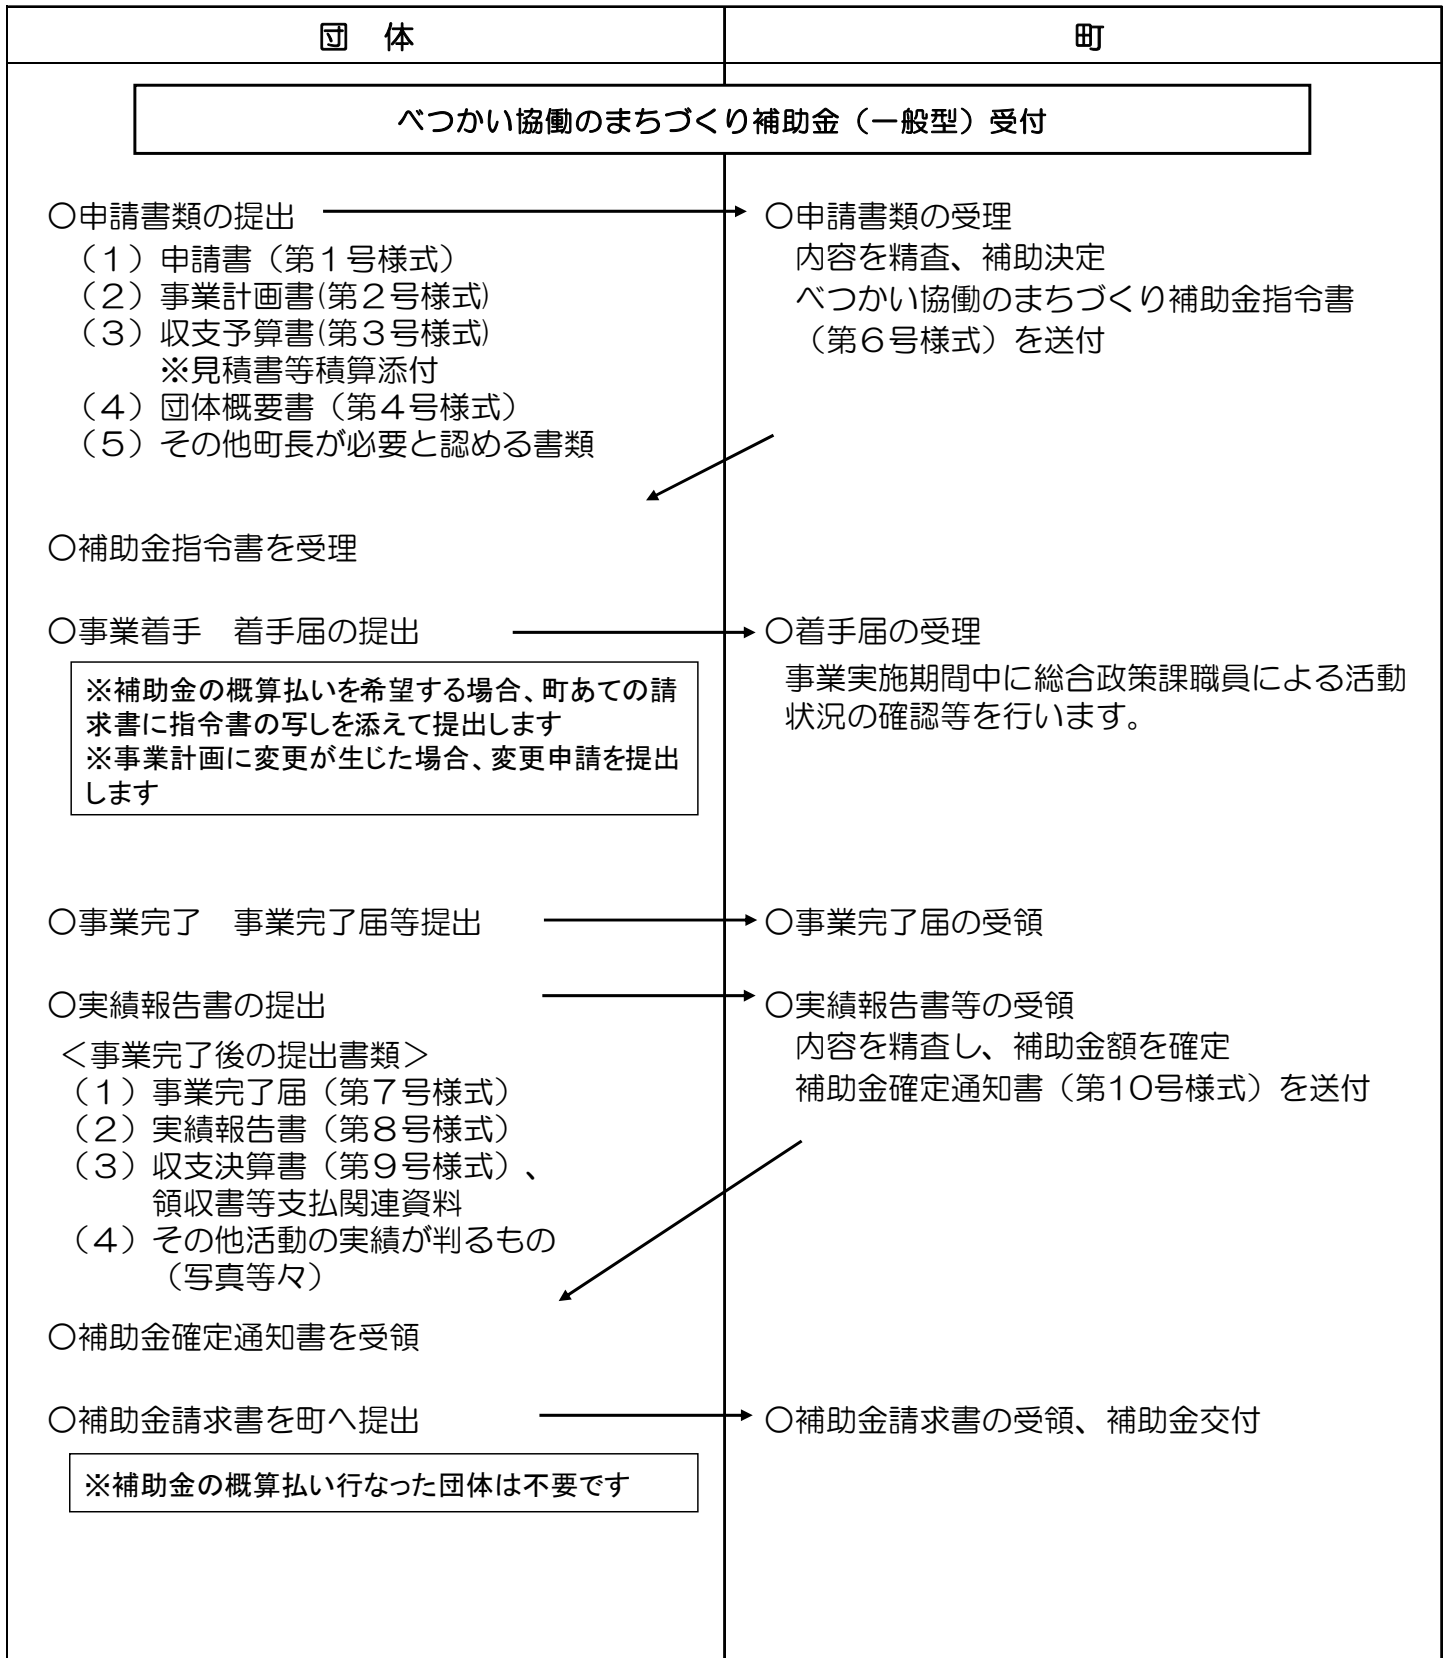 団　体
町
べつかい協働のまちづくり補助金（一般型）受付
〇申請書類の提出
（１）申請書（第１号様式）
（２）事業計画書(第２号様式)
（３）収支予算書(第３号様式)
※見積書等積算添付
（４）団体概要書（第４号様式）
（５）その他町長が必要と認める書類
〇申請書類の受理
内容を精査、補助決定
べつかい協働のまちづくり補助金指令書
（第６号様式）を送付
〇補助金指令書を受理
〇事業着手　着手届の提出
〇着手届の受理
※補助金の概算払いを希望する場合、町あての請
求書に指令書の写しを添えて提出します
※事業計画に変更が生じた場合、変更申請を提出
します
事業実施期間中に総合政策課職員による活動
状況の確認等を行います。
〇事業完了　事業完了届等提出
〇事業完了届の受領
〇実績報告書の提出
＜事業完了後の提出書類＞
（１）事業完了届（第７号様式）
（２）実績報告書（第８号様式）
（３）収支決算書（第９号様式）、
領収書等支払関連資料
（４）その他活動の実績が判るもの
（写真等々）
〇実績報告書等の受領
内容を精査し、補助金額を確定
補助金確定通知書（第10号様式）を送付
〇補助金確定通知書を受領
〇補助金請求書を町へ提出
〇補助金請求書の受領、補助金交付
※補助金の概算払い行なった団体は不要です